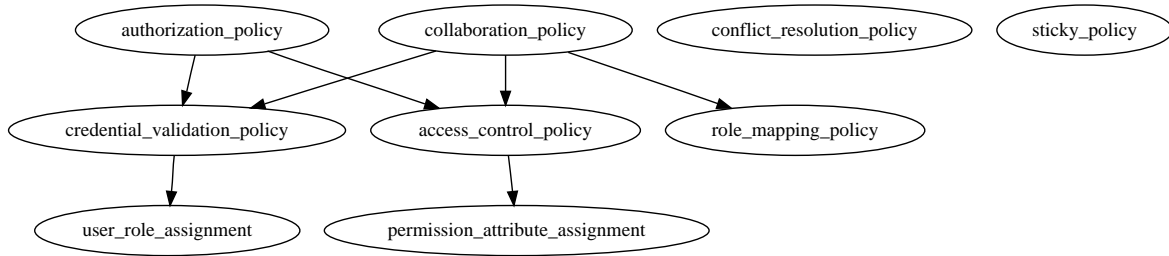 authorization_policy
collaboration_policy
conflict_resolution_policy
sticky_policy
credential_validation_policy
access_control_policy
role_mapping_policy
user_role_assignment
permission_attribute_assignment